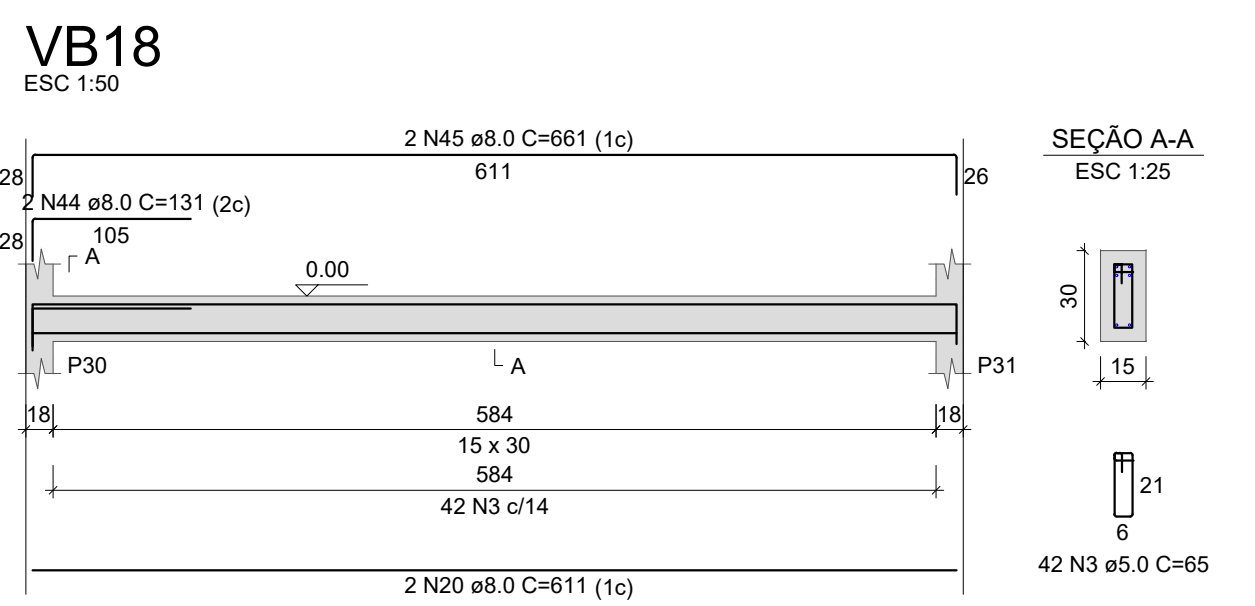 VB18
ESC 1:50
2 N45 ø8.0 C=661 (1c)
28
611
26
2 N44 ø8.0 C=131 (2c)
28
105
A
0.00
P30
A
P31
18
584
18
15 x 30
584
42 N3 c/14
2 N20 ø8.0 C=611 (1c)
SEÇÃO A-A
ESC 1:25
30
15
21
6
42 N3 ø5.0 C=65